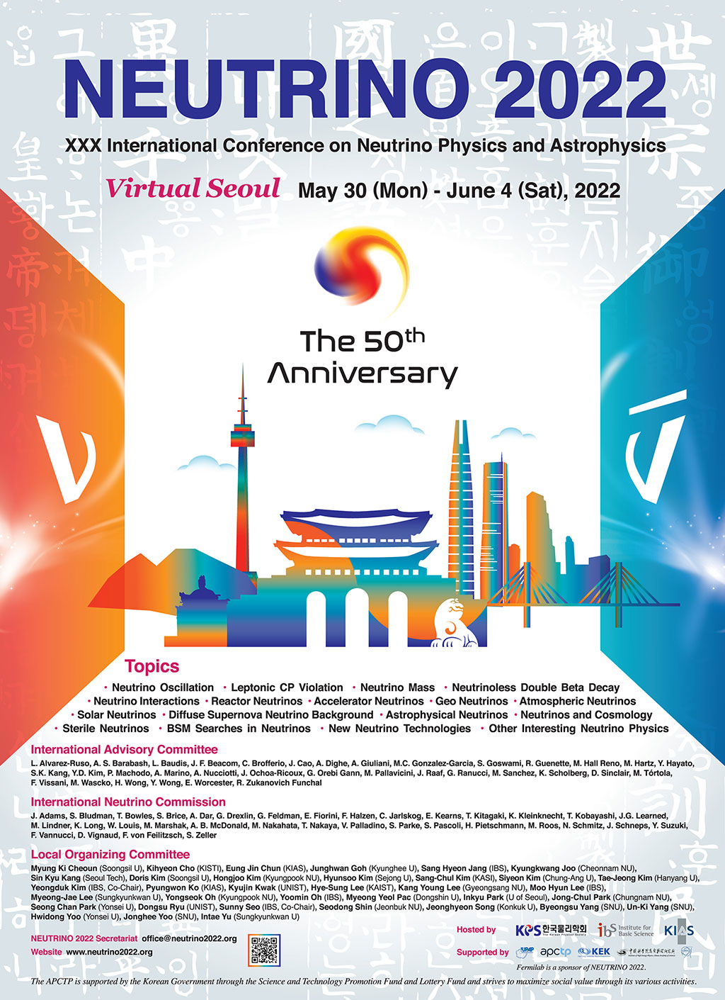 NEUTRINO 2022
XXX International Conference on Neutrino Physics and Astrophysics
Virtual Seoul May 30 (Mon) - June 4 (Sat), 2022
The 50th
Anniversary
ν
ν̅
Topics
· Neutrino Oscillation · Leptonic CP Violation · Neutrino Mass · Neutrinoless Double Beta Decay
· Neutrino Interactions · Reactor Neutrinos · Accelerator Neutrinos · Geo Neutrinos · Atmospheric Neutrinos
· Solar Neutrinos · Diffuse Supernova Neutrino Background · Astrophysical Neutrinos · Neutrinos and Cosmology
· Sterile Neutrinos · BSM Searches in Neutrinos · New Neutrino Technologies · Other Interesting Neutrino Physics
International Advisory Committee
L. Alvarez-Ruso, A. S. Barabash, L. Baudis, J. F. Beacom, C. Brofferio, J. Cao, A. Dighe, A. Giuliani, M.C. Gonzalez-Garcia, S. Goswami, R. Guenette, M. Hall Reno, M. Hartz, Y. Hayato,
S.K. Kang, Y.D. Kim, P. Machodo, A. Marino, A. Nucciotti, J. Ochoa-Ricoux, G. Orebi Gann, M. Pallavicini, J. Raaf, G. Ranucci, M. Sanchez, K. Scholberg, D. Sinclair, M. Tórtola,
F. Vissani, M. Wascko, H. Wong, Y. Wong, E. Worcester, R. Zukanovich Funchal
International Neutrino Commission
J. Adams, S. Bludman, T. Bowles, S. Brice, A. Dar, G. Drexlin, G. Feldman, E. Fiorini, F. Halzen, C. Jarlskog, E. Kearns, T. Kitagaki, K. Kleinknecht, T. Kobayashi, J.G. Learned,
M. Lindner, K. Long, W. Louis, M. Marshak, A. B. McDonald, M. Nakahata, T. Nakaya, V. Palladino, S. Parke, S. Pascoli, H. Pietschmann, M. Roos, N. Schmitz, J. Schneps, Y. Suzuki,
F. Vannucci, D. Vignaud, F. von Feilitzsch, S. Zeller
Local Organizing Committee
Myung Ki Cheoun (Soongsil U), Kihyeon Cho (KISTI), Eung Jin Chun (KIAS), Junghwan Goh (Kyunghee U), Sang Hyeon Jang (IBS), Kyungkwang Joo (Cheonnam NU),
Sin Kyu Kang (Seoul Tech), Doris Kim (Soongsil U), Hongjoo Kim (Kyungpook NU), Hyunsoo Kim (Sejong U), Sang-Chul Kim (KASI), Siyeon Kim (Chung-Ang U), Tae-Jeong Kim (Hanyang U),
Yeongduk Kim (IBS, Co-Chair), Pyungwon Ko (KIAS), Kyujin Kwak (UNIST), Hye-Sung Lee (KAIST), Kang Young Lee (Gyeongsang NU), Moo Hyun Lee (IBS),
Myeong-Jae Lee (Sungkyunkwan U), Yongseok Oh (Kyungpook NU), Yoomin Oh (IBS), Myeong Yeol Pac (Dongshin U), Inkyu Park (U of Seoul), Jong-Chul Park (Chungnam NU),
Seong Chan Park (Yonsei U), Dongsu Ryu (UNIST), Sunny Seo (IBS, Co-Chair), Seodong Shin (Jeonbuk NU), Jeonghyeon Song (Konkuk U), Byeongsu Yang (SNU), Un-Ki Yang (SNU),
Hwidong Yoo (Yonsei U), Jonghee Yoo (SNU), Intae Yu (Sungkyunkwan U)
NEUTRINO 2022 Secretariat office@neutrino2022.org
Website www.neutrino2022.org
Hosted by KPS 한국물리학회 The Korean Physical Society ibS Institute for Basic Science KIAS
Supported by IUPAP apctp KEK
Fermilab is a sponsor of NEUTRINO 2022.
The APCTP is supported by the Korean Government through the Science and Technology Promotion Fund and Lottery Fund and strives to maximize social value through its various activities.